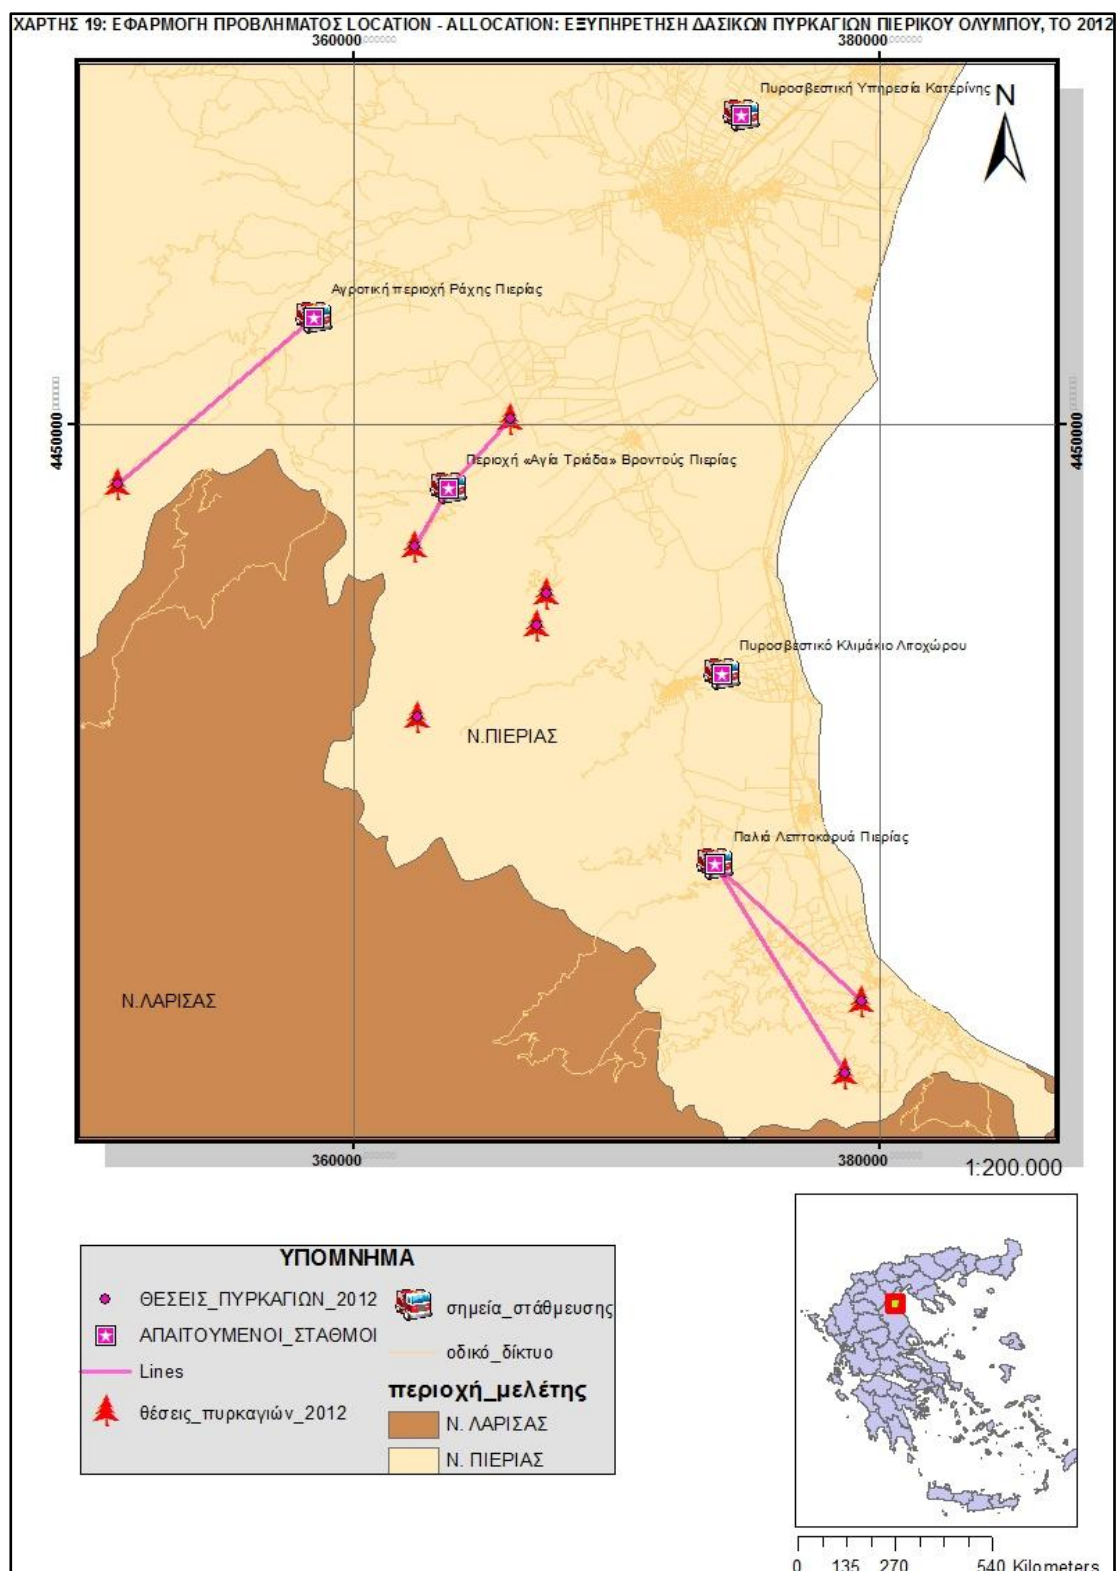 ΧΑΡΤΗΣ 19: ΕΦΑΡΜΟΓΗ ΠΡΟΒΛΗΜΑΤΟΣ LOCATION - ALLOCATION: ΕΞΥΠΗΡΕΤΗΣΗ ΔΑΣΙΚΩΝ ΠΥΡΚΑΓΙΩΝ ΠΙΕΡΙΚΟΥ ΟΛΥΜΠΟΥ, ΤΟ 2012
360000 380000
Πυροσβεστική Υπηρεσία Κατερίνης
N
Αγροτική περιοχή Ράχης Πιερίας
4450000 4450000
Περιοχή «Αγία Τριάδα» Βροντούς Πιερίας
Πυροσβεστικό Κλιμάκιο Λιτοχώρου
Ν.ΠΙΕΡΙΑΣ
Παλιά Λεπτοκαρυά Πιερίας
Ν.ΛΑΡΙΣΑΣ
360000 380000
1:200.000
ΥΠΟΜΝΗΜΑ
ΘΕΣΕΙΣ_ΠΥΡΚΑΓΙΩΝ_2012
ΑΠΑΙΤΟΥΜΕΝΟΙ_ΣΤΑΘΜΟΙ
Lines
θέσεις_πυρκαγιών_2012
σημεία_στάθμευσης
οδικό_δίκτυο
περιοχή_μελέτης
Ν. ΛΑΡΙΣΑΣ
Ν. ΠΙΕΡΙΑΣ
0 135 270 540 Kilometers